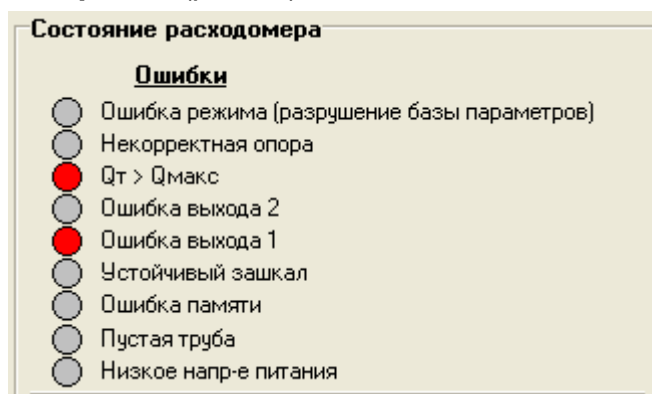 Состояние расходомера
Ошибки
Ошибка режима (разрушение базы параметров)
Некорректная опора
Qт > Qмакс
Ошибка выхода 2
Ошибка выхода 1
Устойчивый зашкал
Ошибка памяти
Пустая труба
Низкое напр-е питания